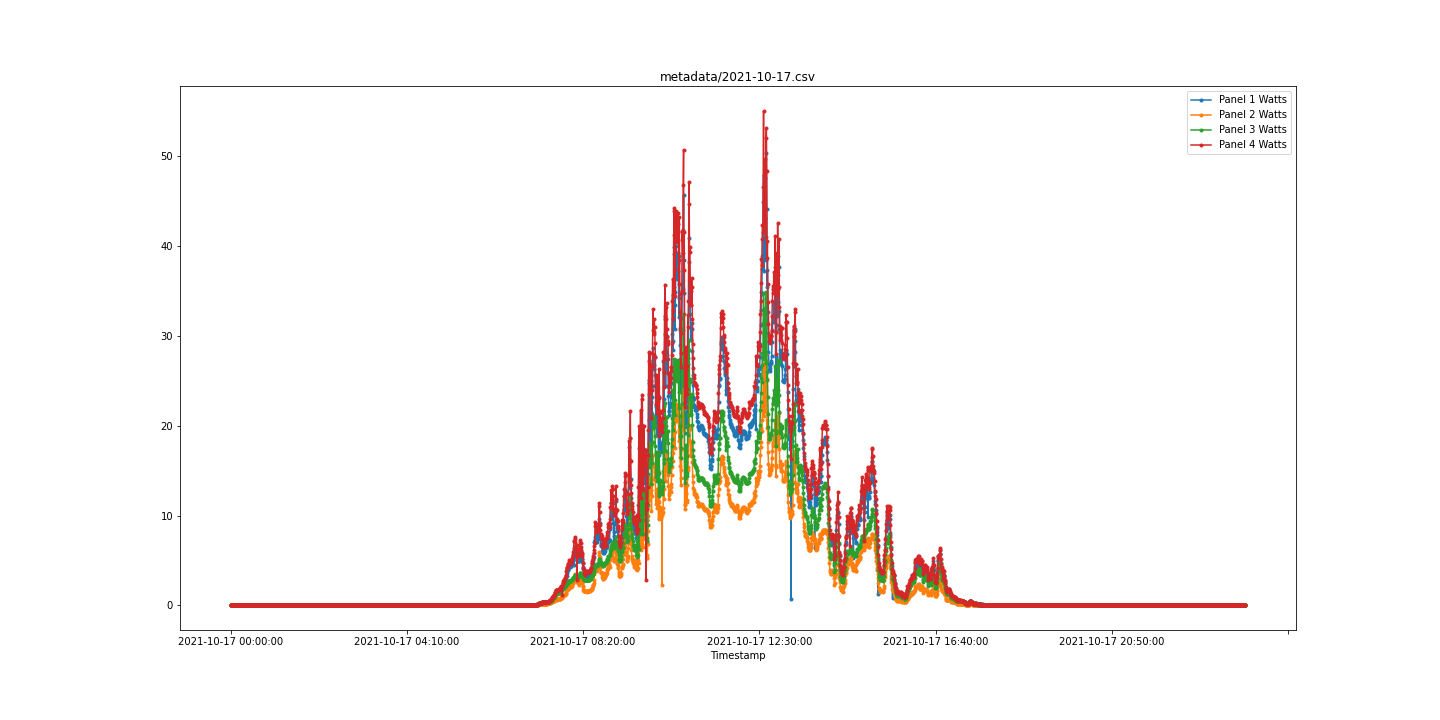 metadata/2021-10-17.csv
Panel 1 Watts
Panel 2 Watts
Panel 3 Watts
Panel 4 Watts
50
40
30
20
10
0
2021-10-17 00:00:00 2021-10-17 04:10:00 2021-10-17 08:20:00 2021-10-17 12:30:00 2021-10-17 16:40:00 2021-10-17 20:50:00
Timestamp